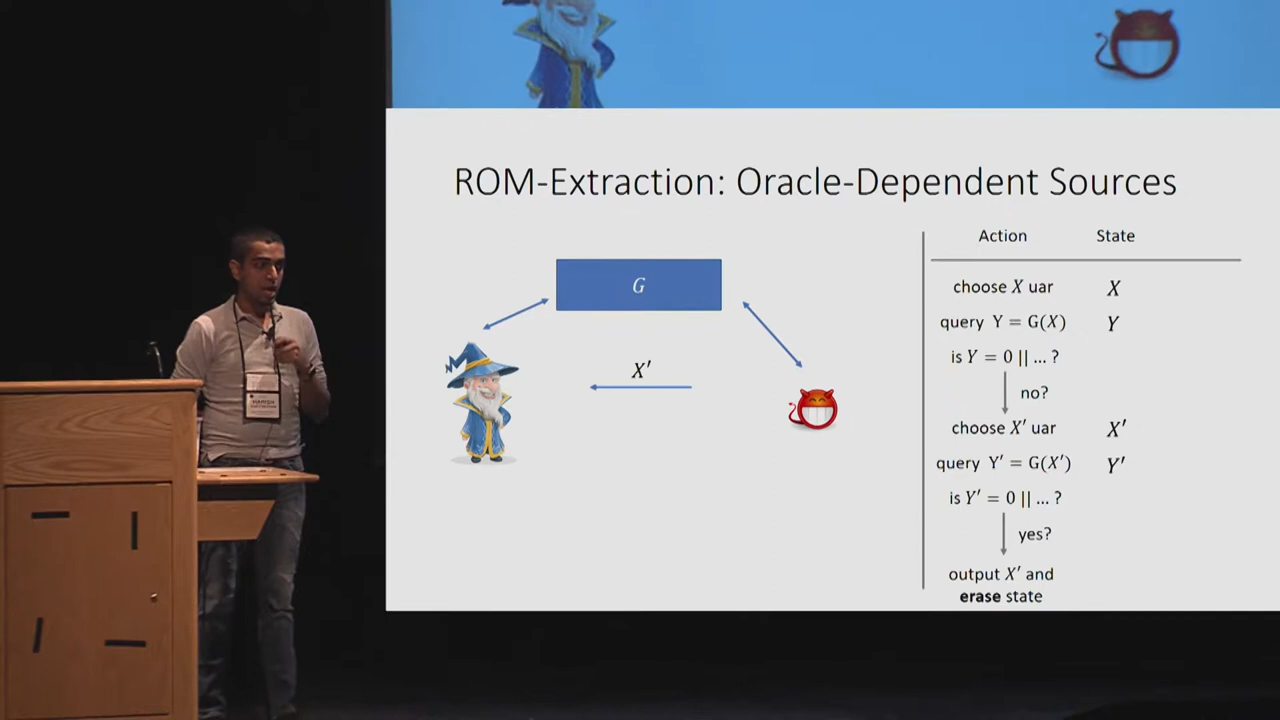 ROM-Extraction: Oracle-Dependent Sources
G
X′
Action State
choose X uar X
query Y = G(X) Y
is Y = 0 || ... ?
no?
choose X′ uar X′
query Y′ = G(X′) Y′
is Y′ = 0 || ... ?
yes?
output X′ and
erase state
HARISH